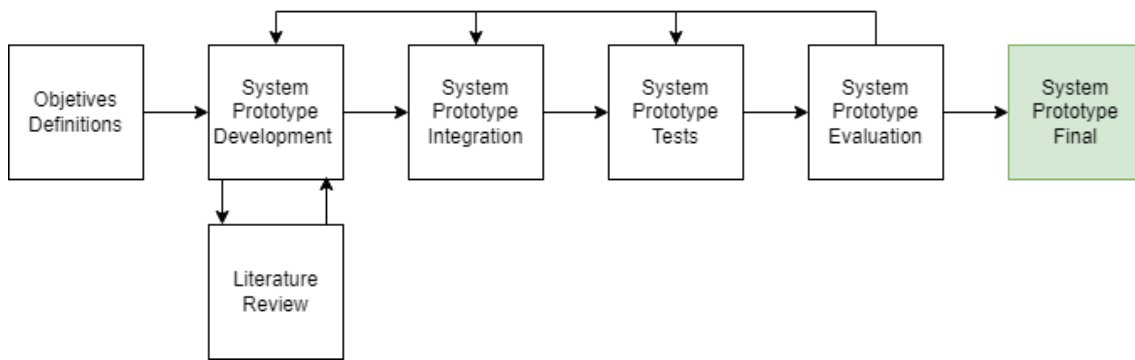 Objetives
Definitions
System
Prototype
Development
System
Prototype
Integration
System
Prototype
Tests
System
Prototype
Evaluation
System
Prototype
Final
Literature
Review